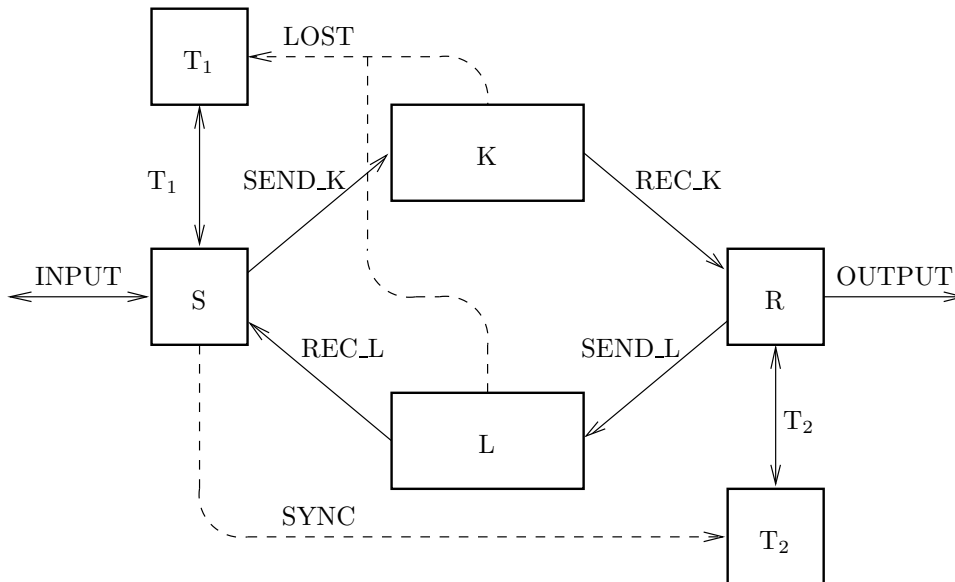 LOST
T₁
K
T₁
SEND_K
REC_K
INPUT
S
R
OUTPUT
REC_L
SEND_L
T₂
L
SYNC
T₂